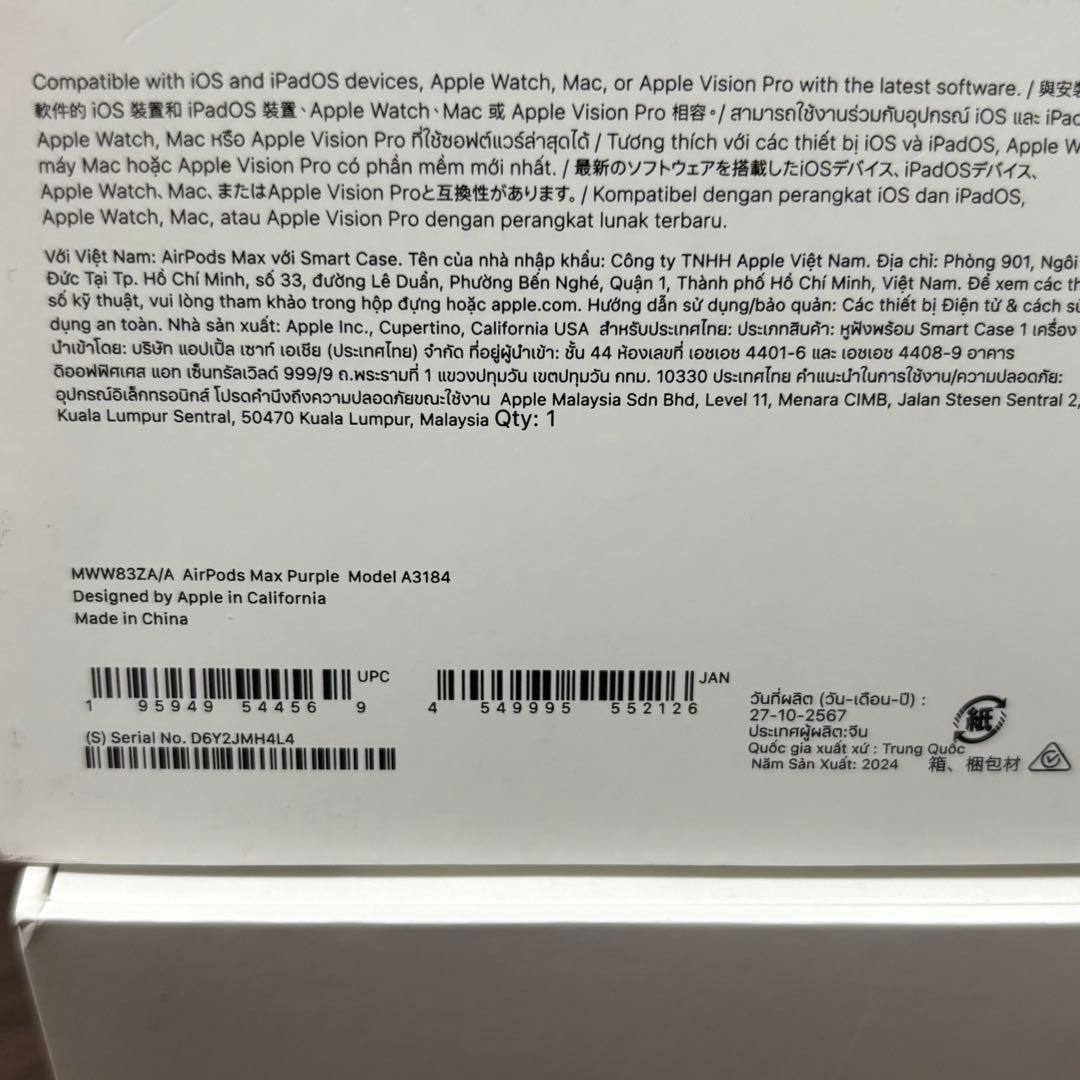 Compatible with iOS and iPadOS devices, Apple Watch, Mac, or Apple Vision Pro with the latest software. / 與安裝
軟件的 iOS 裝置和 iPadOS 裝置、Apple Watch、Mac 或 Apple Vision Pro 相容。/ สามารถใช้งานร่วมกับอุปกรณ์ iOS และ iPad
Apple Watch, Mac หรือ Apple Vision Pro ที่ใช้ซอฟต์แวร์ล่าสุดได้ / Tương thích với các thiết bị iOS và iPadOS, Apple W
máy Mac hoặc Apple Vision Pro có phần mềm mới nhất. / 最新のソフトウェアを搭載したiOSデバイス、iPadOSデバイス、
Apple Watch、Mac、またはApple Vision Proと互換性があります。/ Kompatibel dengan perangkat iOS dan iPadOS,
Apple Watch, Mac, atau Apple Vision Pro dengan perangkat lunak terbaru.
Với Việt Nam: AirPods Max với Smart Case. Tên của nhà nhập khẩu: Công ty TNHH Apple Việt Nam. Địa chỉ: Phòng 901, Ngôi
Đức Tại Tp. Hồ Chí Minh, số 33, đường Lê Duẩn, Phường Bến Nghé, Quận 1, Thành phố Hồ Chí Minh, Việt Nam. Để xem các th
số kỹ thuật, vui lòng tham khảo trong hộp đựng hoặc apple.com. Hướng dẫn sử dụng/bảo quản: Các thiết bị Điện tử & cách sử
dụng an toàn. Nhà sản xuất: Apple Inc., Cupertino, California USA สำหรับประเทศไทย: ประเภทสินค้า: หูฟังพร้อม Smart Case 1 เครื่อง
นำเข้าโดย: บริษัท แอปเปิ้ล เซาท์ เอเชีย (ประเทศไทย) จำกัด ที่อยู่ผู้นำเข้า: ชั้น 44 ห้องเลขที่ เอชเอช 4401-6 และ เอชเอช 4408-9 อาคาร
ดิออฟฟิศเศส แอท เซ็นทรัลเวิลด์ 999/9 ถ.พระรามที่ 1 แขวงปทุมวัน เขตปทุมวัน กทม. 10330 ประเทศไทย คำแนะนำในการใช้งาน/ความปลอดภัย:
อุปกรณ์อิเล็กทรอนิกส์ โปรดคำนึงถึงความปลอดภัยขณะใช้งาน Apple Malaysia Sdn Bhd, Level 11, Menara CIMB, Jalan Stesen Sentral 2,
Kuala Lumpur Sentral, 50470 Kuala Lumpur, Malaysia Qty: 1
MWW83ZA/A AirPods Max Purple Model A3184
Designed by Apple in California
Made in China
UPC
1 95949 54456 9
JAN
4 549995 552126
(S) Serial No. D6Y2JMH4L4
วันที่ผลิต (วัน-เดือน-ปี) :
27-10-2567
ประเทศผู้ผลิต:จีน
Quốc gia xuất xứ : Trung Quốc
Năm Sản Xuất: 2024
紙
箱、梱包材